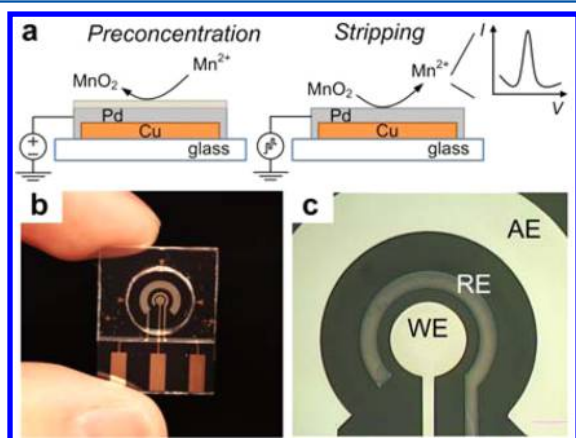 a
Preconcentration
Stripping
I
MnO2
Mn2+
MnO2
Mn2+
V
Pd
Cu
glass
Pd
Cu
glass
b
c
AE
RE
WE